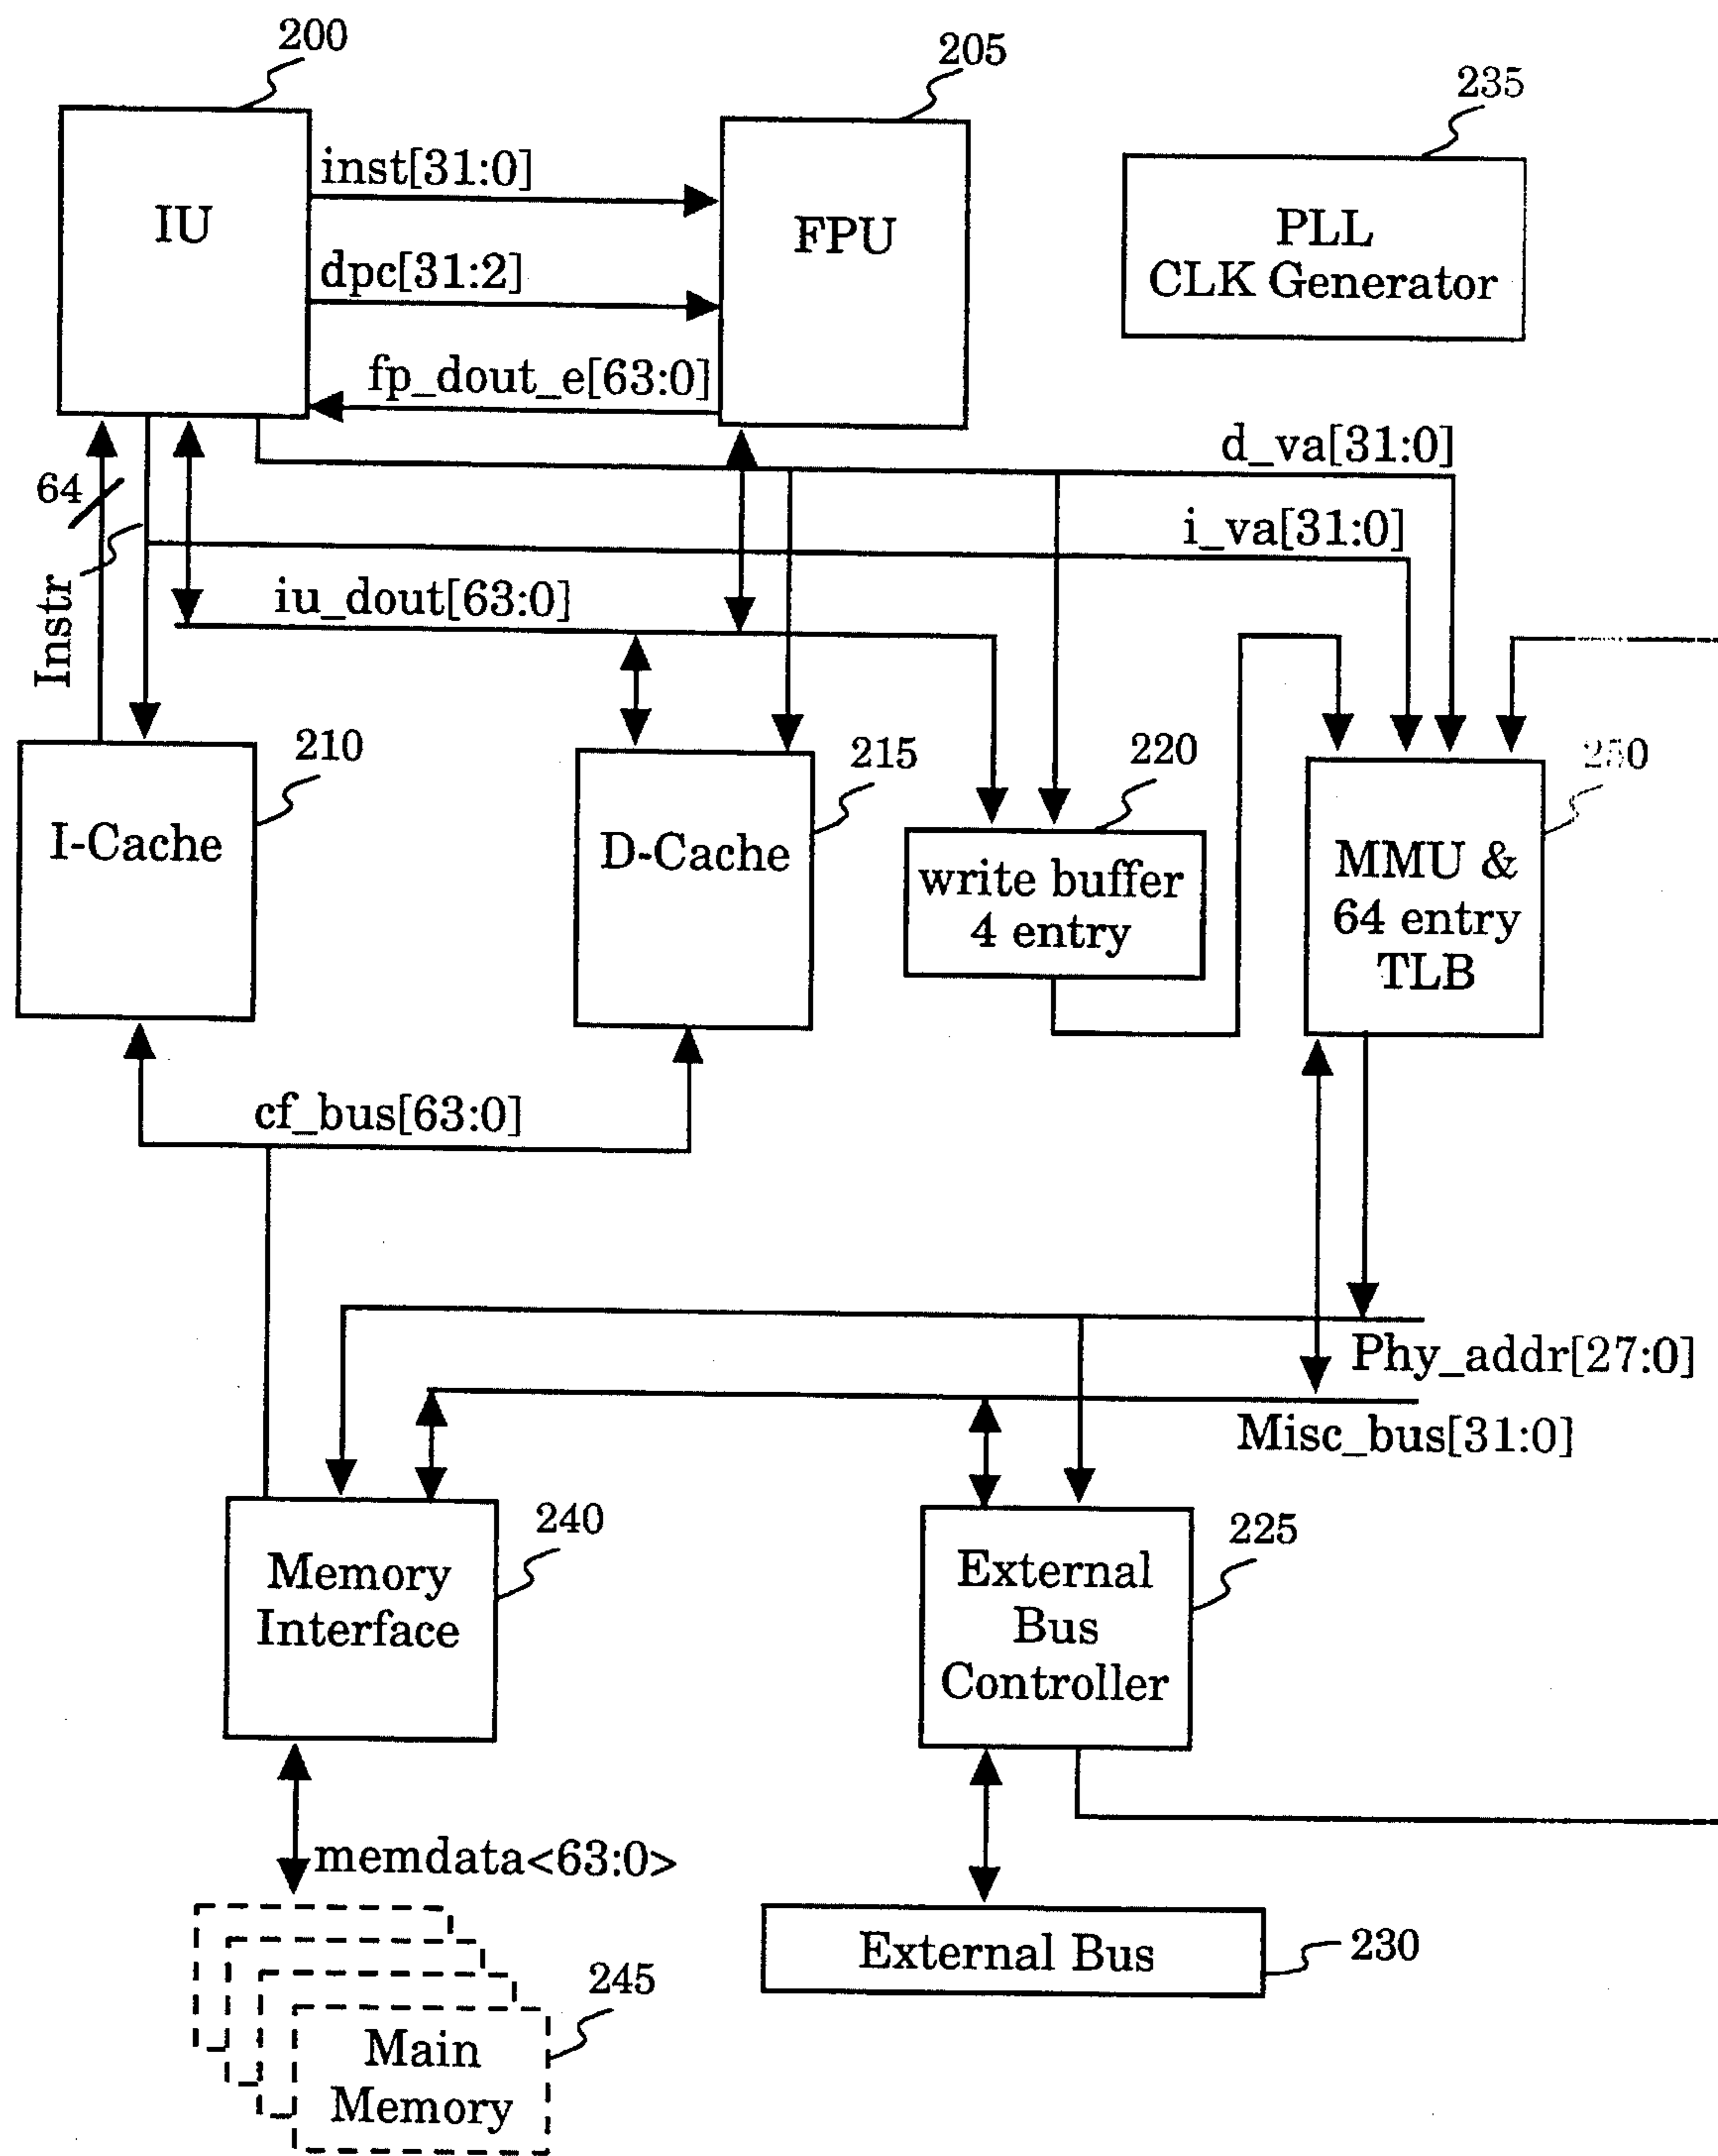 200
205
235
inst[31:0]
IU
FPU
PLL
CLK Generator
dpc[31:2]
fp_dout_e[63:0]
d_va[31:0]
64
i_va[31:0]
Instr
iu_dout[63:0]
210
215
220
250
I-Cache
D-Cache
write buffer
4 entry
MMU &
64 entry
TLB
cf_bus[63:0]
Phy_addr[27:0]
Misc_bus[31:0]
240
225
Memory
Interface
External
Bus
Controller
memdata<63:0>
External Bus
230
245
Main
Memory